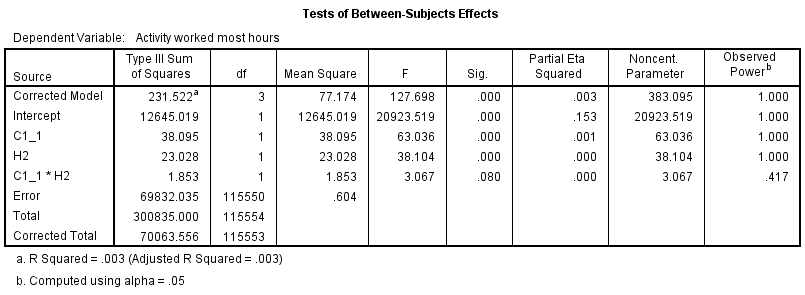 Tests of Between-Subjects Effects
Dependent Variable: Activity worked most hours
Source Type III Sum of Squares df Mean Square F Sig. Partial Eta Squared Noncent. Parameter Observed Power b
Corrected Model 231.522a 3 77.174 127.698 .000 .003 383.095 1.000
Intercept 12645.019 1 12645.019 20923.519 .000 .153 20923.519 1.000
C1_1 38.095 1 38.095 63.036 .000 .001 63.036 1.000
H2 23.028 1 23.028 38.104 .000 .000 38.104 1.000
C1_1 * H2 1.853 1 1.853 3.067 .080 .000 3.067 .417
Error 69832.035 115550 .604
Total 300835.000 115554
Corrected Total 70063.556 115553
a. R Squared = .003 (Adjusted R Squared = .003)
b. Computed using alpha = .05